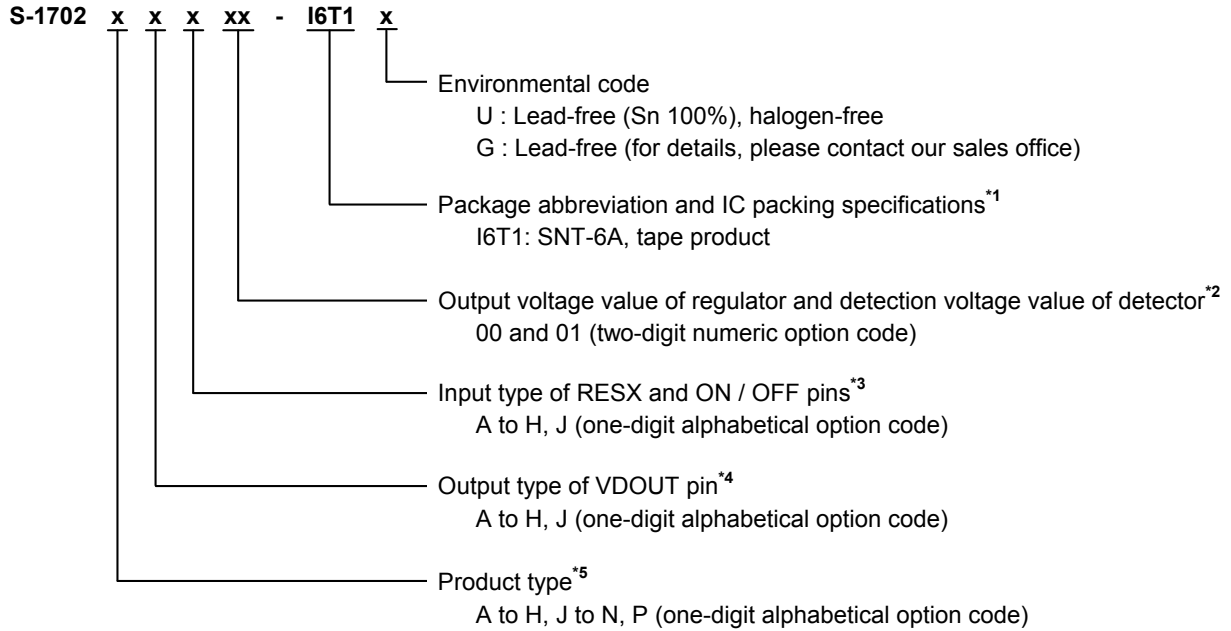 S-1702 x x x xx - I6T1 x
Environmental code
U : Lead-free (Sn 100%), halogen-free
G : Lead-free (for details, please contact our sales office)
Package abbreviation and IC packing specifications*1
I6T1: SNT-6A, tape product
Output voltage value of regulator and detection voltage value of detector*2
00 and 01 (two-digit numeric option code)
Input type of RESX and ON / OFF pins*3
A to H, J (one-digit alphabetical option code)
Output type of VDOUT pin*4
A to H, J (one-digit alphabetical option code)
Product type*5
A to H, J to N, P (one-digit alphabetical option code)